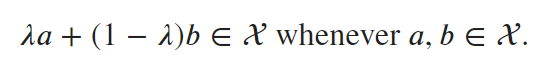 λa + (1 − λ)b ∈ 𝒳 whenever a, b ∈ 𝒳.